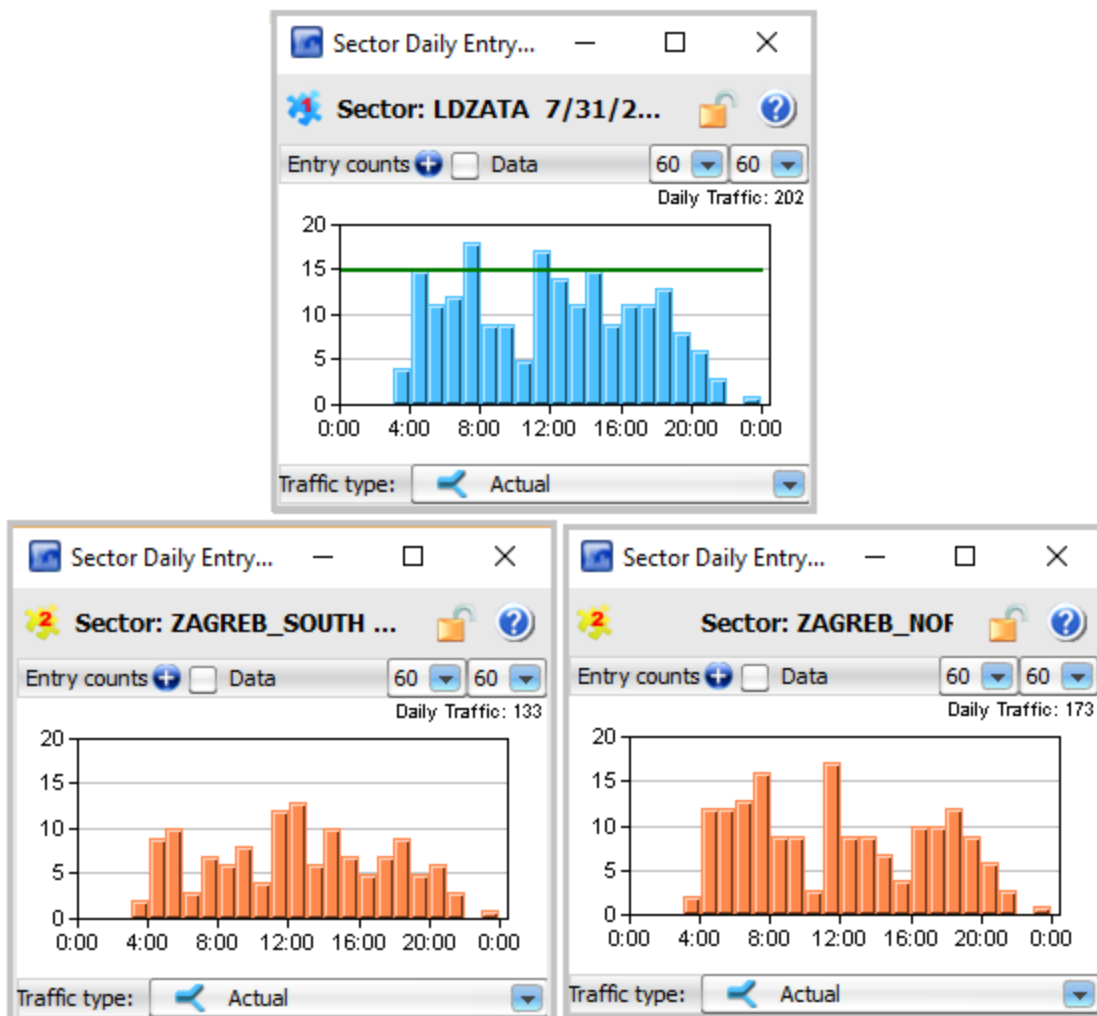 Sector Daily Entry...
1 Sector: LDZATA 7/31/2...
Entry counts Data 60 60
Daily Traffic: 202
20
15
10
5
0
0:00 4:00 8:00 12:00 16:00 20:00 0:00
Traffic type: Actual
Sector Daily Entry...
2 Sector: ZAGREB_SOUTH ...
Entry counts Data 60 60
Daily Traffic: 133
20
15
10
5
0
0:00 4:00 8:00 12:00 16:00 20:00 0:00
Traffic type: Actual
Sector Daily Entry...
2 Sector: ZAGREB_NOR
Entry counts Data 60 60
Daily Traffic: 173
20
15
10
5
0
0:00 4:00 8:00 12:00 16:00 20:00 0:00
Traffic type: Actual